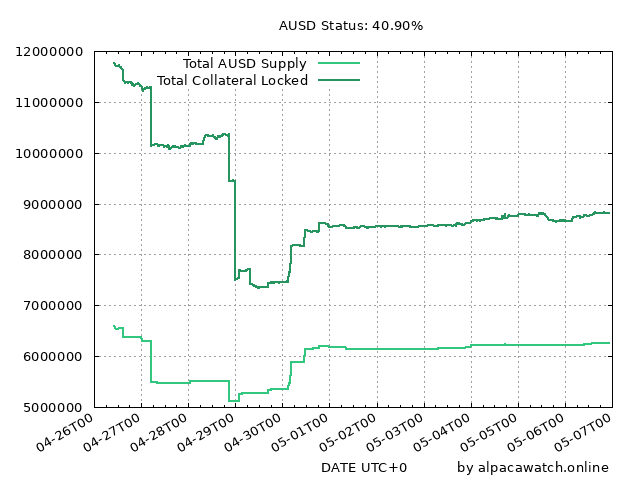 AUSD Status: 40.90%
12000000
11000000
10000000
9000000
8000000
7000000
6000000
5000000
Total AUSD Supply
Total Collateral Locked
04-26T00
04-27T00
04-28T00
04-29T00
04-30T00
05-01T00
05-02T00
05-03T00
05-04T00
05-05T00
05-06T00
05-07T00
DATE UTC+0
by alpacawatch.online